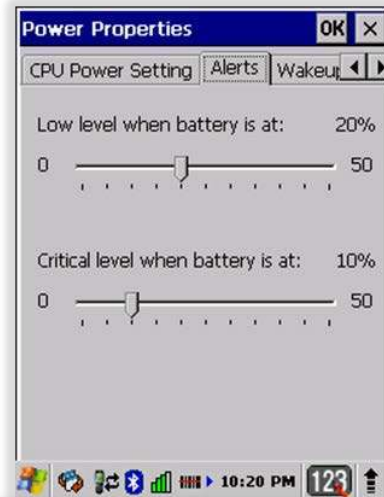 Power Properties OK ×
CPU Power Setting Alerts Wakeup
Low level when battery is at: 20%
0 50
Critical level when battery is at: 10%
0 50
10:20 PM 123